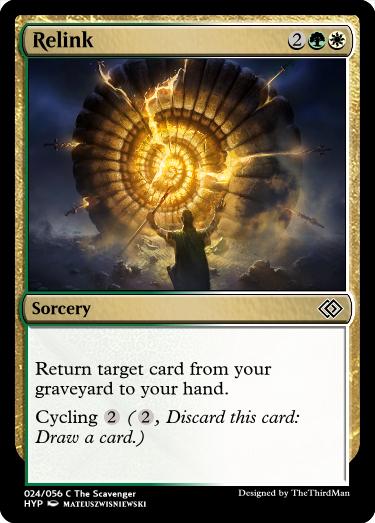 Relink 2
Sorcery
Return target card from your
graveyard to your hand.
Cycling 2 (2, Discard this card:
Draw a card.)
024/056 C The Scavenger
HYP MATEUSZWISNIEWSKI
Designed by TheThirdMan